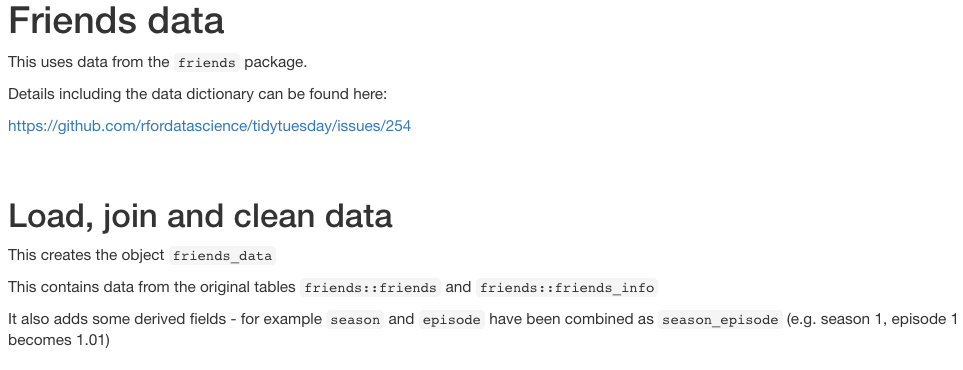 Friends data
This uses data from the friends package.
Details including the data dictionary can be found here:
https://github.com/rfordatascience/tidytuesday/issues/254
Load, join and clean data
This creates the object friends_data
This contains data from the original tables friends::friends and friends::friends_info
It also adds some derived fields - for example season and episode have been combined as season_episode (e.g. season 1, episode 1
becomes 1.01)